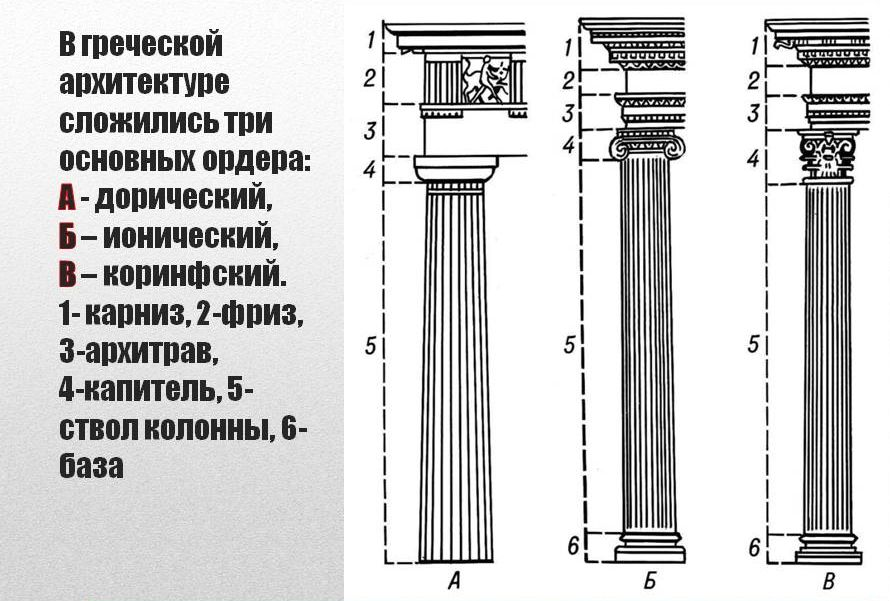 В греческой
архитектуре
сложились три
основных ордера:
А - дорический,
Б – ионический,
В – коринфский.
1- карниз, 2-фриз,
3-архитрав,
4-капитель, 5-
ствол колонны, 6-
база
1
2
3
4
5
А
1
2
3
4
5
6
Б
1
2
3
4
5
6
В